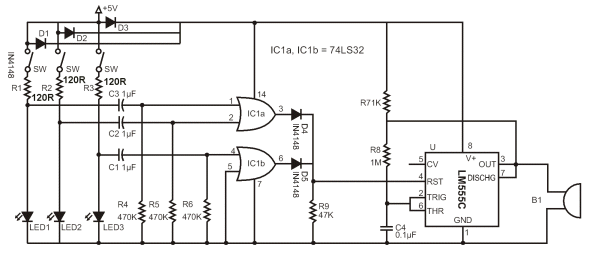 +5V
D1
D2
D3
IN4148
IC1a, IC1b = 74LS32
SW
SW
SW
120R
120R
R1
120R
R2
R3
C3 1µF
C2 1µF
C1 1µF
14
1
2
3
IC1a
D4
IN4148
4
5
6
IC1b
7
D5
IN4148
R71K
R8
1M
U
8
V+
5
CV
OUT
3
4
RST
DISCHG
7
2
TRIG
6
THR
GND
1
LM555C
B1
R4
470K
R5
470K
R6
470K
R9
47K
C4
0.1µF
LED1
LED2
LED3